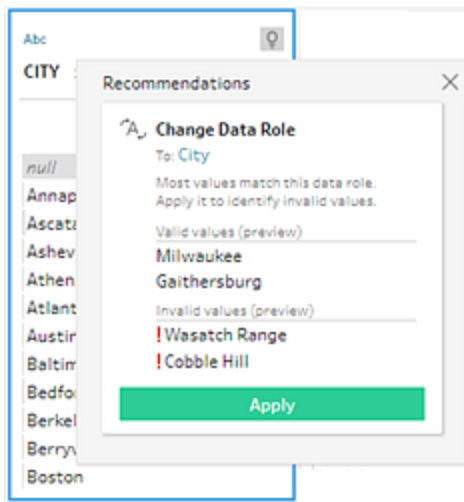 Abc
CITY
Recommendations
Change Data Role
To: City
Most values match this data role.
Apply it to identify invalid values.
Valid values (preview)
Milwaukee
Gaithersburg
Invalid values (preview)
! Wasatch Range
! Cobble Hill
Apply
null
Annap
Ascata
Ashev
Athen
Atlant
Austin
Baltim
Bedfo
Berkel
Berryv
Boston